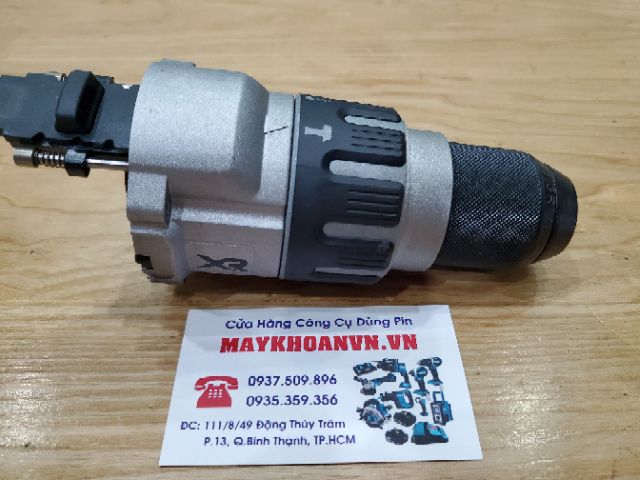 XR
Cửa Hàng Công Cụ Dùng Pin
MAYKHOANVN.VN
0937.509.896
0935.359.356
ĐC: 111/8/49 Đặng Thùy Trâm
P.13, Q.Bình Thạnh, TP.HCM